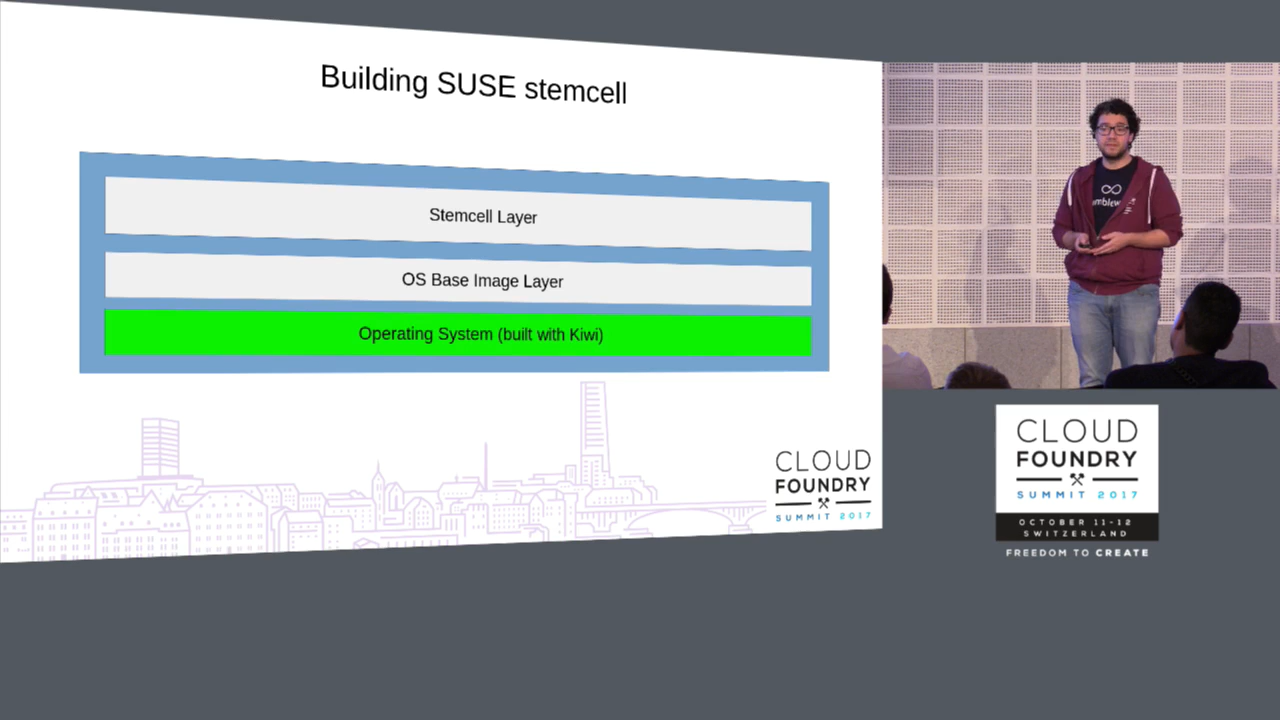 Building SUSE stemcell
Stemcell Layer
OS Base Image Layer
Operating System (built with Kiwi)
CLOUD
FOUNDRY
SUMMIT 2017
CLOUD
FOUNDRY
SUMMIT 2017
OCTOBER 11-12
SWITZERLAND
FREEDOM TO CREATE